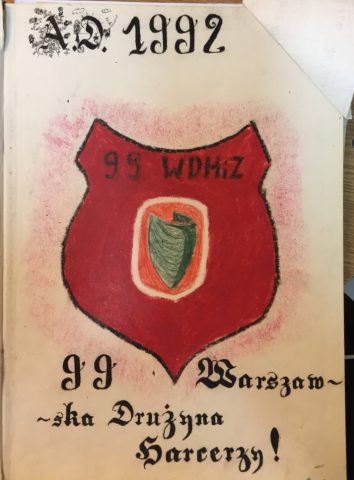 A.D. 1992
99 WDHiZ
99 Warszaw~
~ska Drużyna
Harcerzy!